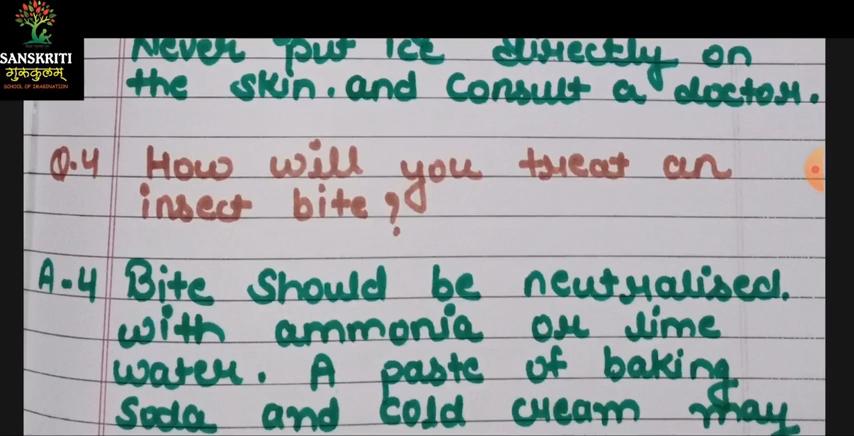 SANSKRITI
गुरुकुलम्
SCHOOL OF IMAGINATION
Never put ice directly on
the skin. and Consult a doctor.
Q.4 How will you treat an
insect bite?
A.4 Bite should be neutralised.
with ammonia or lime
water. A paste of baking
soda and cold cream may